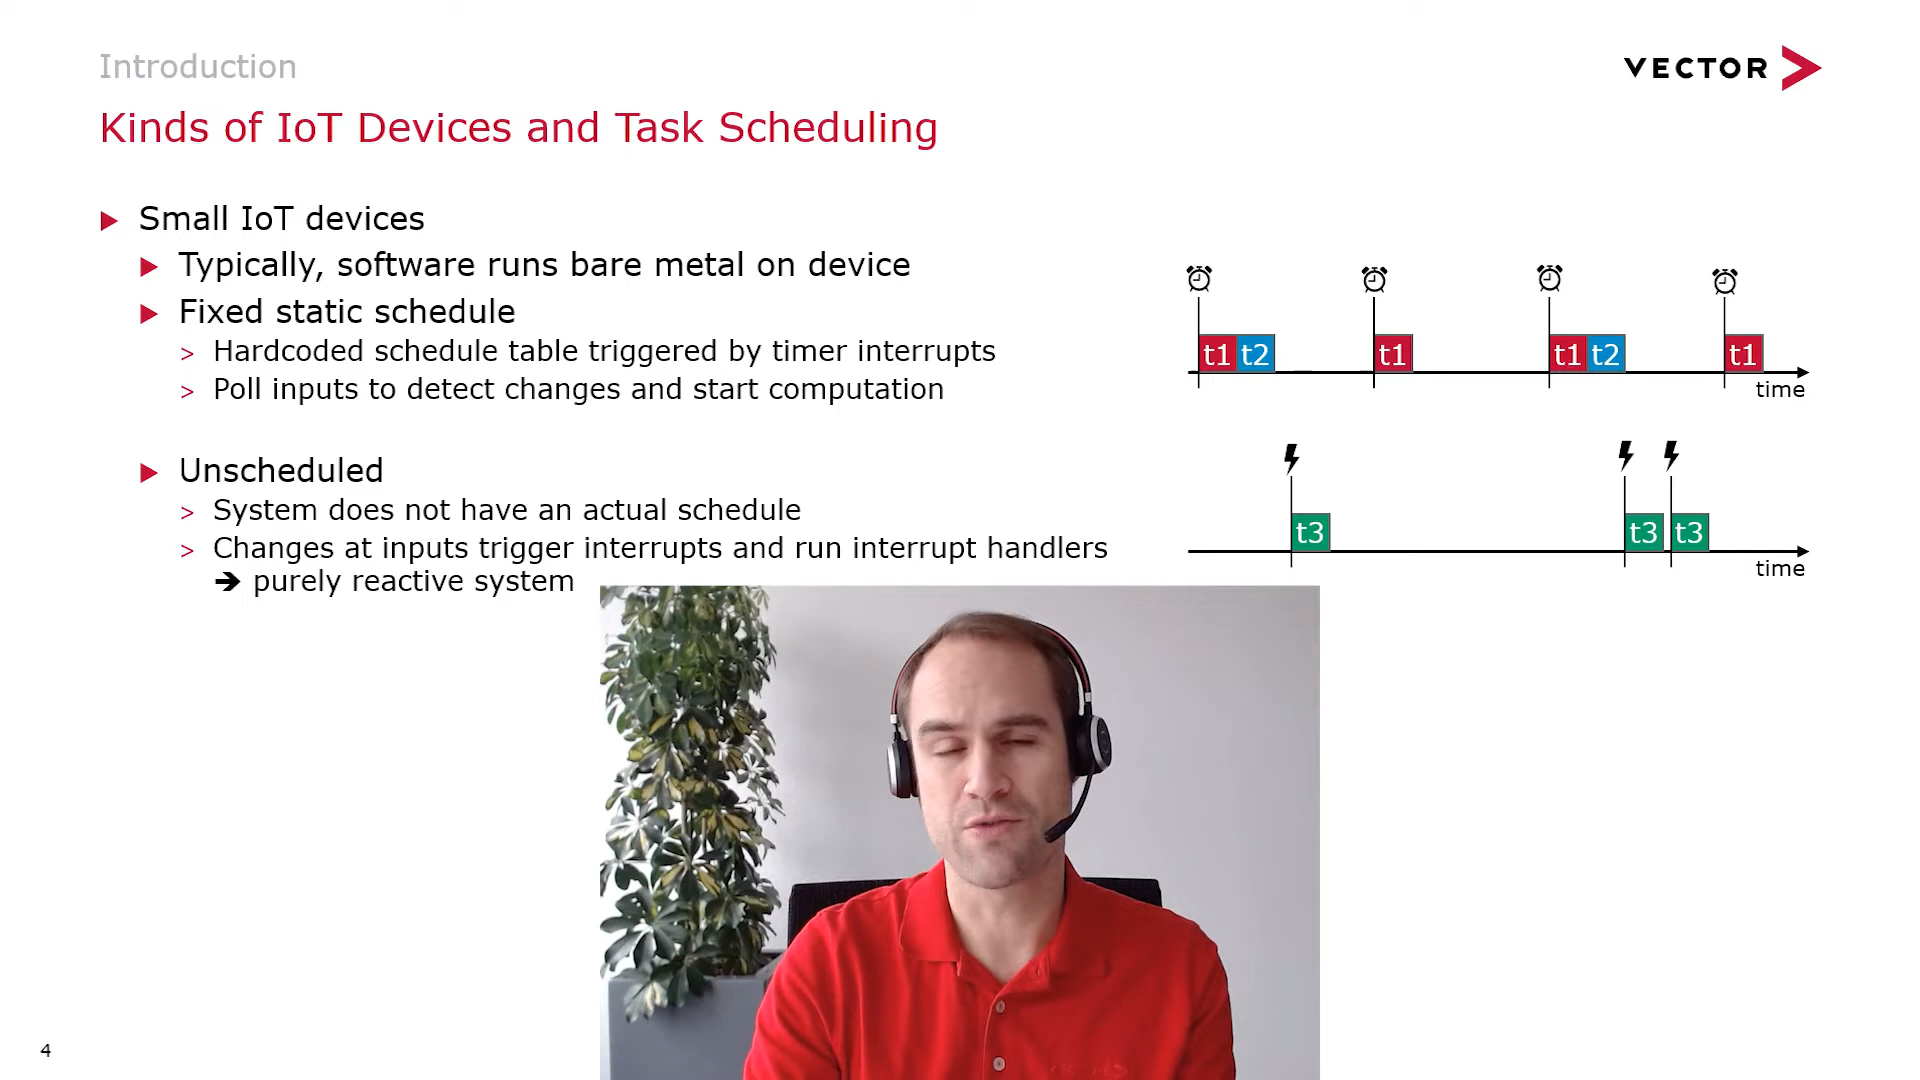 Introduction
VECTOR
Kinds of IoT Devices and Task Scheduling
Small IoT devices
Typically, software runs bare metal on device
Fixed static schedule
> Hardcoded schedule table triggered by timer interrupts
> Poll inputs to detect changes and start computation
t1 t2 t1 t1 t2 t1
time
Unscheduled
> System does not have an actual schedule
> Changes at inputs trigger interrupts and run interrupt handlers
➔ purely reactive system
t3 t3 t3
time
4